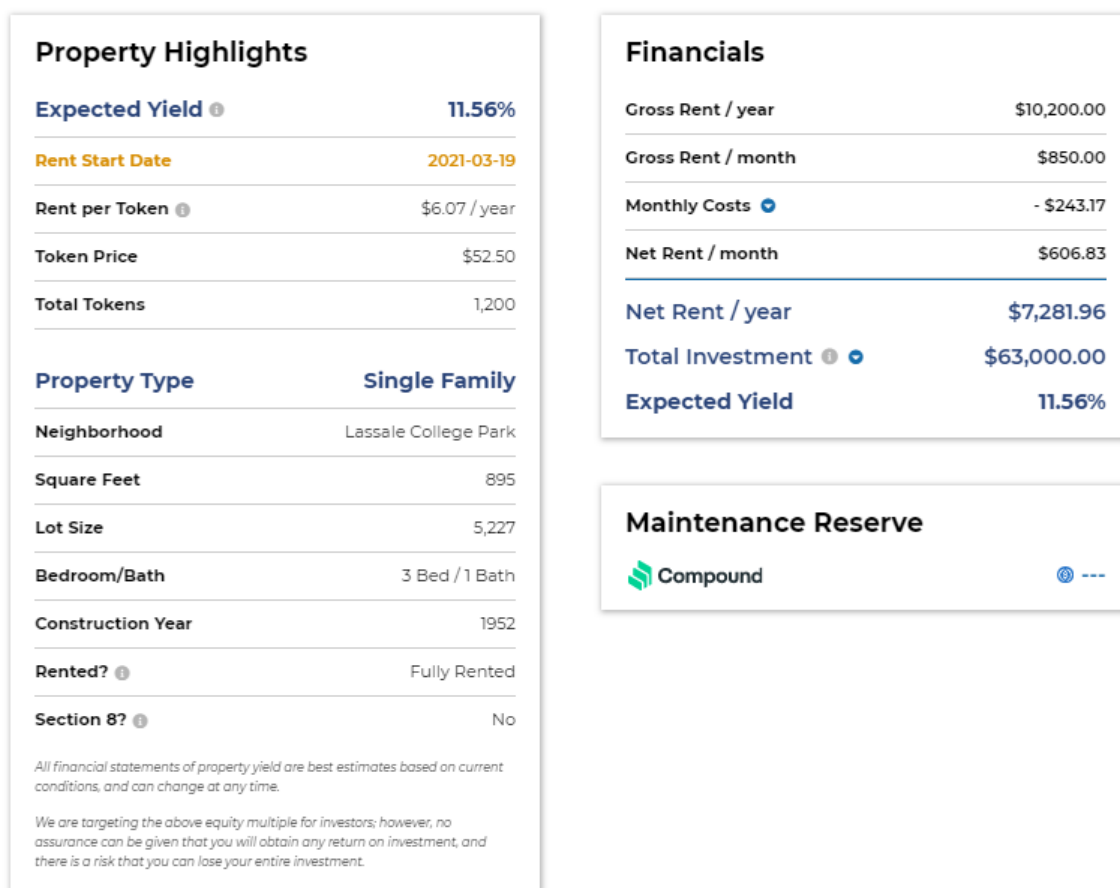 Property Highlights
Expected Yield 11.56%
Rent Start Date 2021-03-19
Rent per Token $6.07 / year
Token Price $52.50
Total Tokens 1,200
Property Type Single Family
Neighborhood Lassale College Park
Square Feet 895
Lot Size 5,227
Bedroom/Bath 3 Bed / 1 Bath
Construction Year 1952
Rented? Fully Rented
Section 8? No
All financial statements of property yield are best estimates based on current
conditions, and can change at any time.
We are targeting the above equity multiple for investors; however, no
assurance can be given that you will obtain any return on investment, and
there is a risk that you can lose your entire investment.
Financials
Gross Rent / year $10,200.00
Gross Rent / month $850.00
Monthly Costs - $243.17
Net Rent / month $606.83
Net Rent / year $7,281.96
Total Investment $63,000.00
Expected Yield 11.56%
Maintenance Reserve
Compound ---